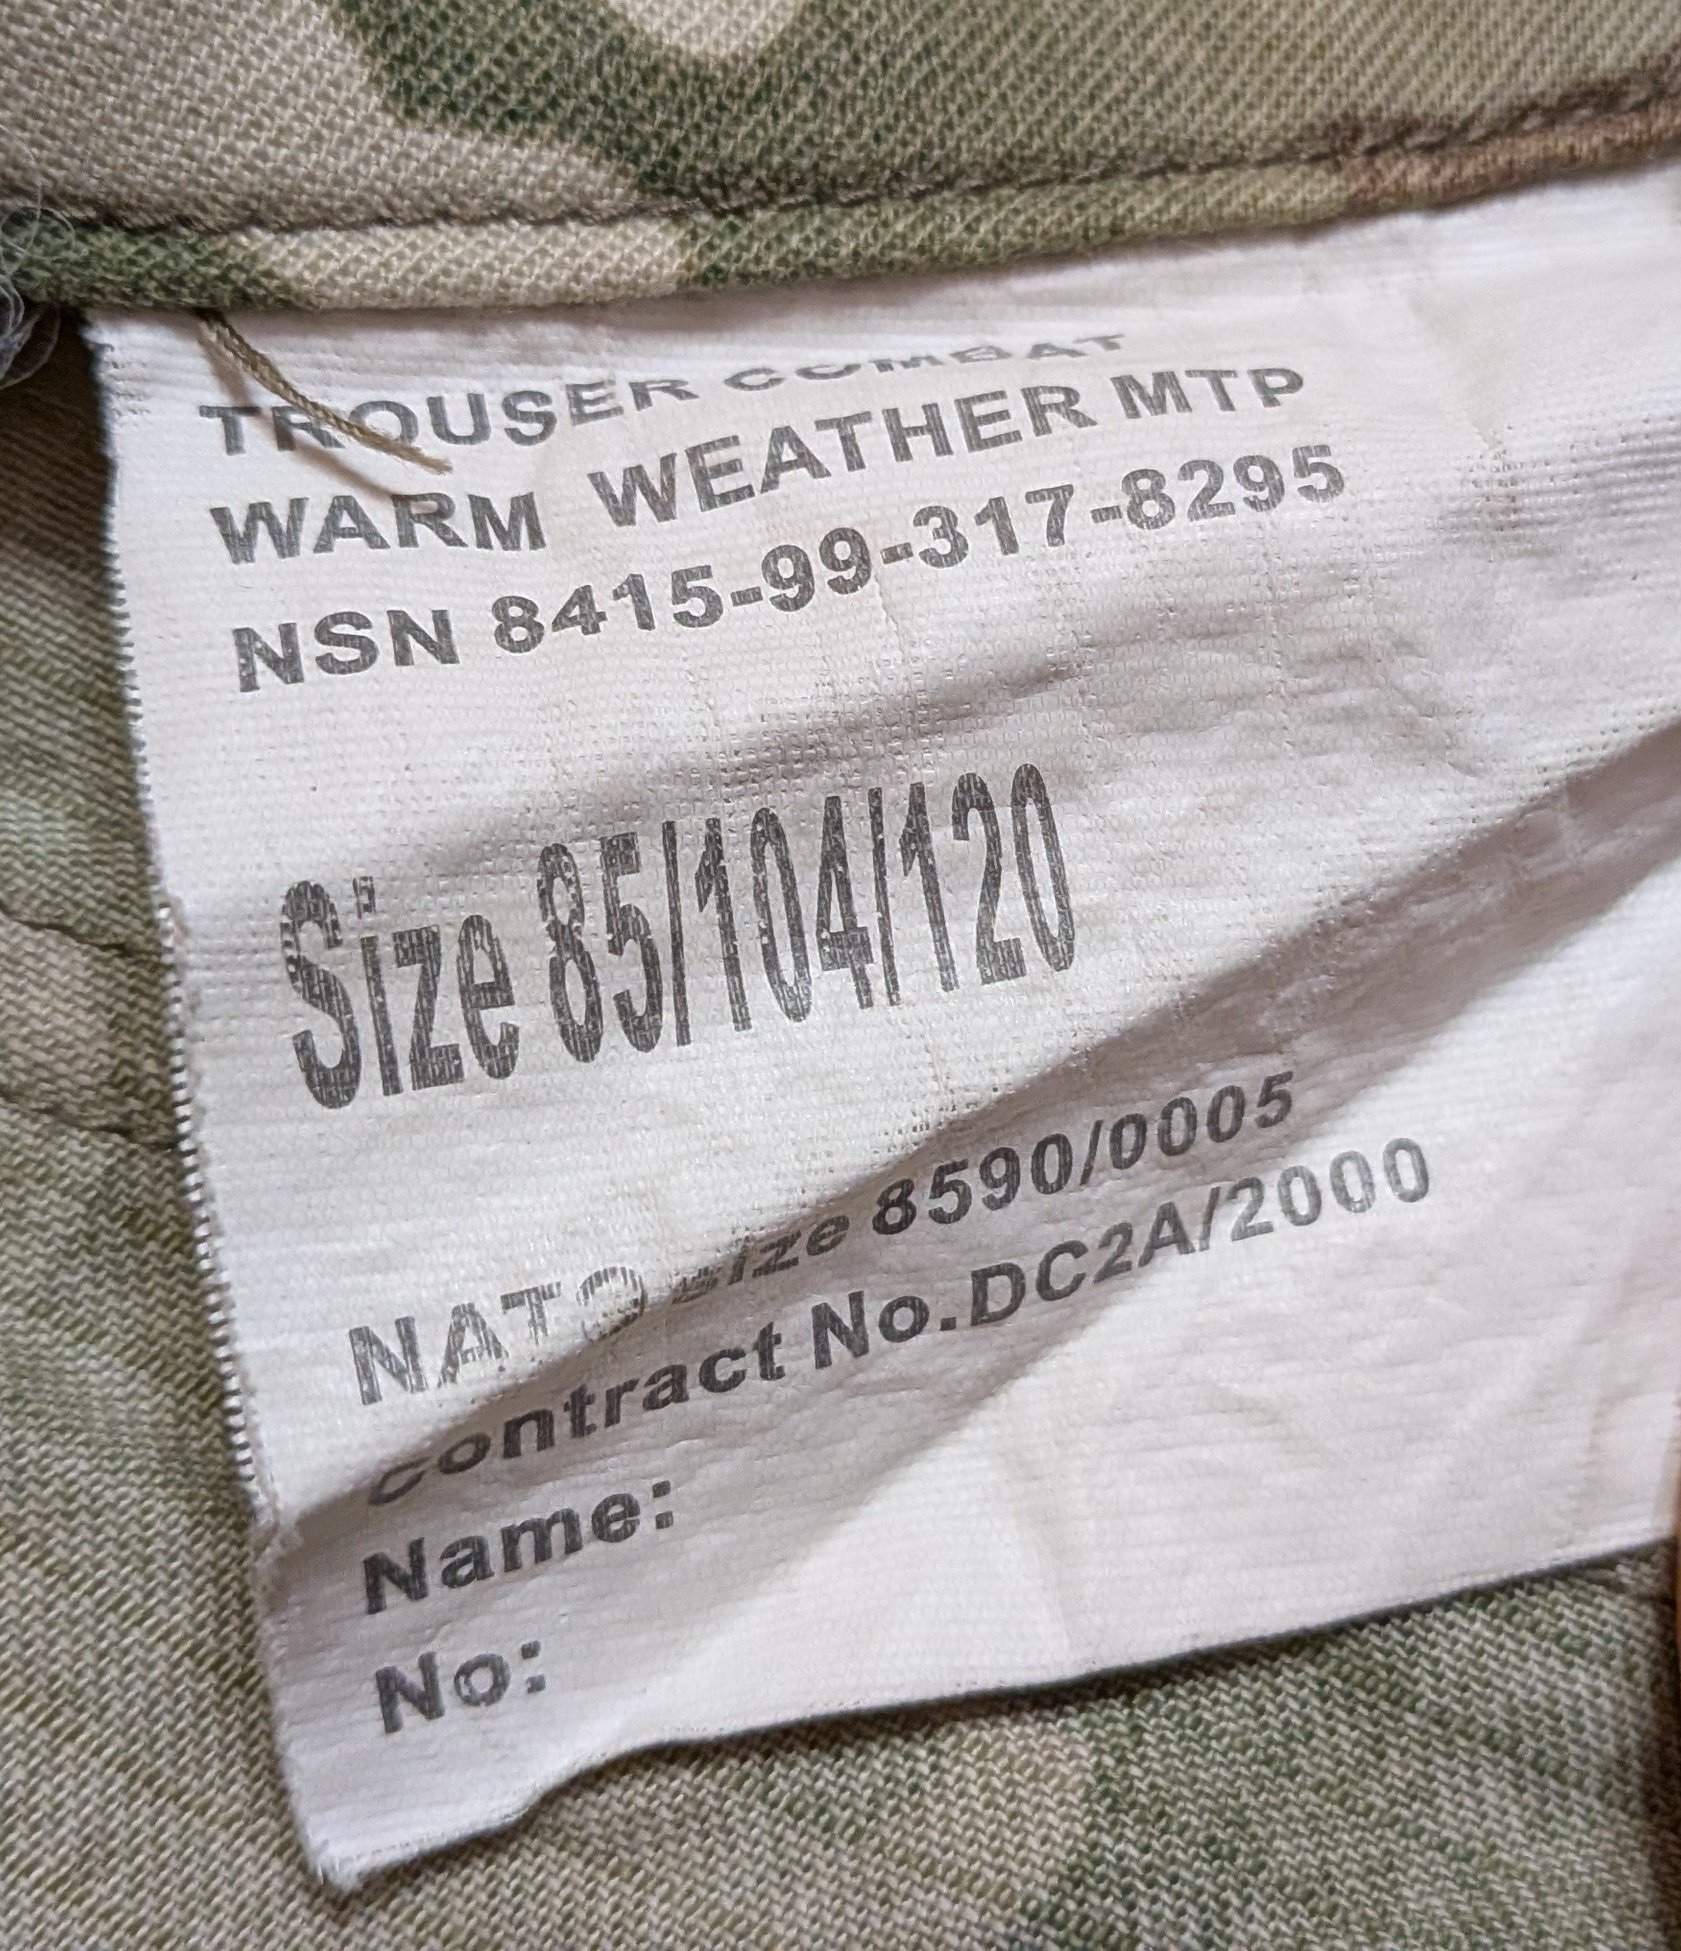 TROUSER COMBAT
WARM WEATHER MTP
NSN 8415-99-317-8295
Size 85/104/120
NATO size 8590/0005
Contract No.DC2A/2000
Name:
No: